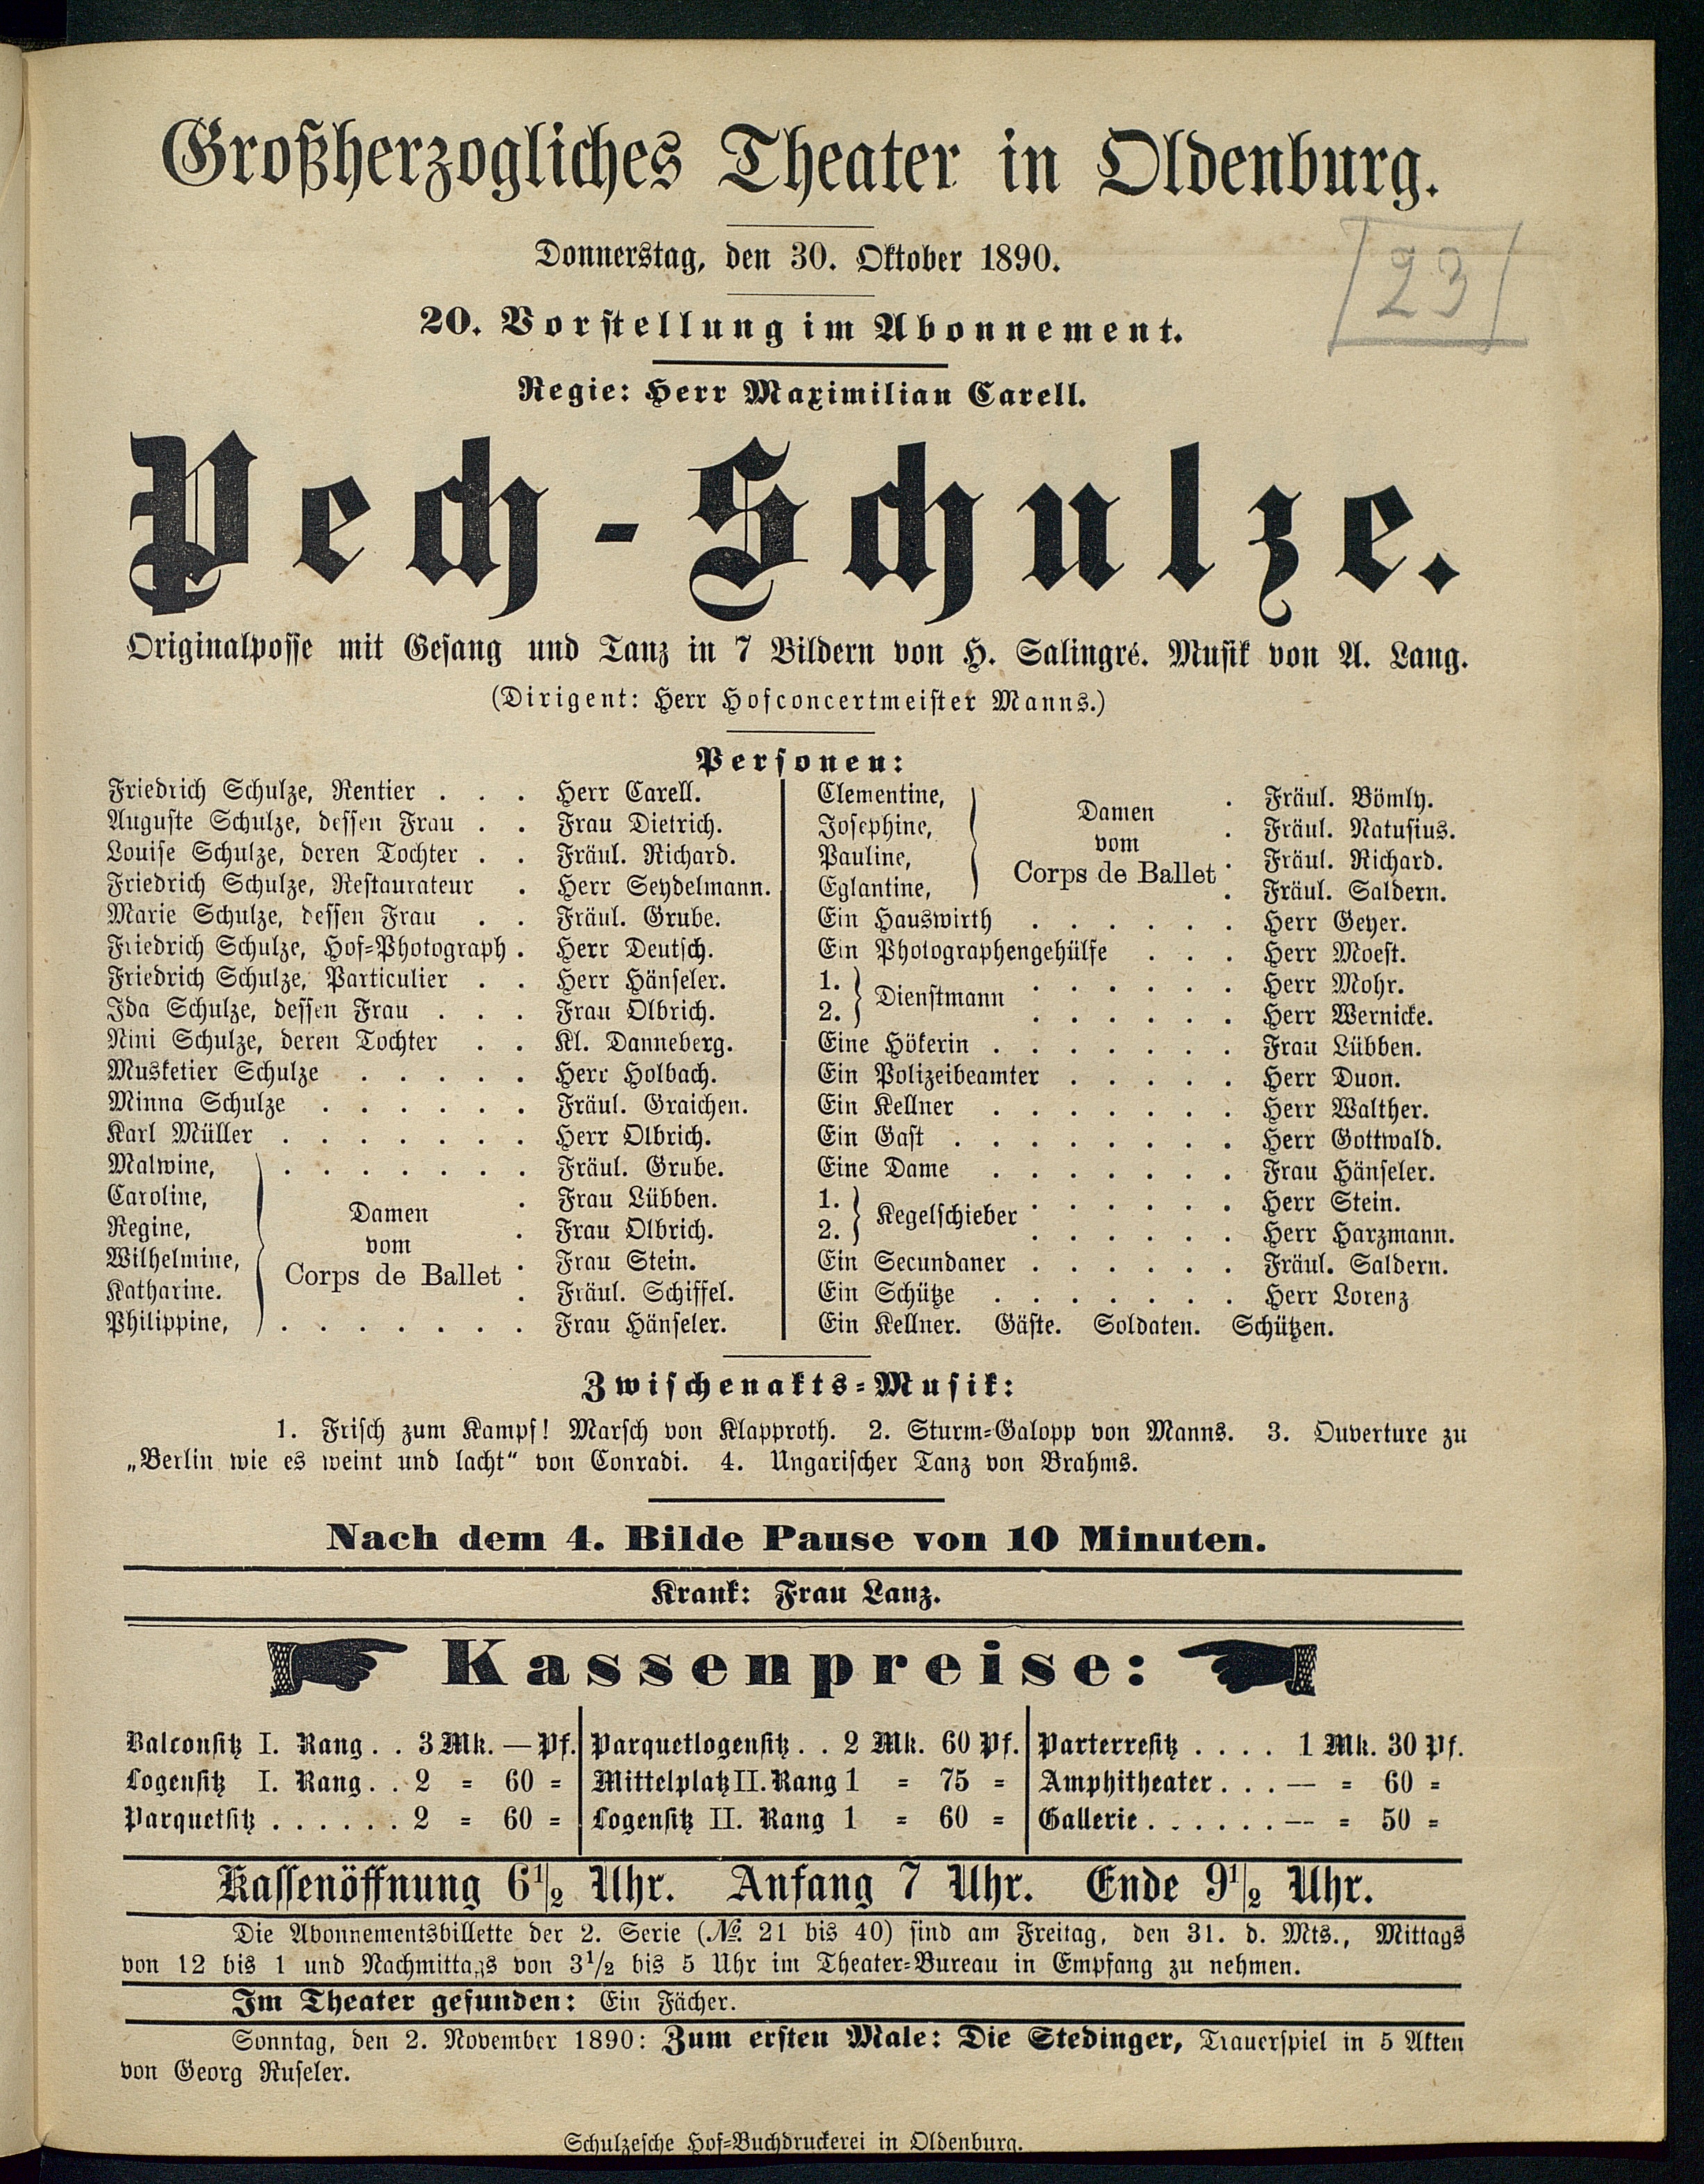 Großherzogliches Theater in Oldenburg.
Donnerstag, den 30. Oktober 1890.
23
20. Vorstellung im Abonnement.
Regie: Herr Maximilian Carell.
Pech-Schulze.
Originalposse mit Gesang und Tanz in 7 Bildern von H. Salingré. Musik von A. Lang.
(Dirigent: Herr Hofconcertmeister Manns.)
Personen:
Friedrich Schulze, Rentier . . . Herr Carell.
Auguste Schulze, dessen Frau . . Frau Dietrich.
Louise Schulze, deren Tochter . . Fräul. Richard.
Friedrich Schulze, Restaurateur . Herr Seydelmann.
Marie Schulze, dessen Frau . . Fräul. Grube.
Friedrich Schulze, Hof=Photograph . Herr Deutsch.
Friedrich Schulze, Particulier . . Herr Hänseler.
Ida Schulze, dessen Frau . . . Frau Olbrich.
Nini Schulze, deren Tochter . . Kl. Danneberg.
Musketier Schulze . . . . . Herr Holbach.
Minna Schulze . . . . . . Fräul. Graichen.
Karl Müller . . . . . . . Herr Olbrich.
Malwine, . . . . . . . Fräul. Grube.
Caroline, . Frau Lübben.
Regine, . Frau Olbrich.
Wilhelmine, . Frau Stein.
Katharine. . Fräul. Schiffel.
Philippine, . . . . . . . Frau Hänseler.
Damen
vom
Corps de Ballet
Clementine, . Fräul. Bömly.
Josephine, . Fräul. Natusius.
Pauline, . Fräul. Richard.
Eglantine, . Fräul. Saldern.
Damen
vom
Corps de Ballet
Ein Hauswirth . . . . . . Herr Geyer.
Ein Photographengehülfe . . . Herr Moest.
1. Dienstmann . . . . . . Herr Mohr.
2. . . . . . . Herr Wernicke.
Eine Hökerin . . . . . . . Frau Lübben.
Ein Polizeibeamter . . . . . Herr Duon.
Ein Kellner . . . . . . . Herr Walther.
Ein Gast . . . . . . . . Herr Gottwald.
Eine Dame . . . . . . . Frau Hänseler.
1. Kegelschieber . . . . . . Herr Stein.
2. . . . . . . Herr Harzmann.
Ein Secundaner . . . . . . Fräul. Saldern.
Ein Schütze . . . . . . . Herr Lorenz
Ein Kellner. Gäste. Soldaten. Schützen.
Zwischenakts=Musik:
1. Frisch zum Kampf! Marsch von Klapproth. 2. Sturm=Galopp von Manns. 3. Ouverture zu
„Berlin wie es weint und lacht“ von Conradi. 4. Ungarischer Tanz von Brahms.
Nach dem 4. Bilde Pause von 10 Minuten.
Krank: Frau Lanz.
Kassenpreise:
Balconsitz I. Rang . . 3 Mk. — Pf.
Logensitz I. Rang . . 2 = 60 =
Parquetsitz . . . . . . 2 = 60 =
Parquetlogensitz . . 2 Mk. 60 Pf.
Mittelplatz II. Rang 1 = 75 =
Logensitz II. Rang 1 = 60 =
Parterresitz . . . . 1 Mk. 30 Pf.
Amphitheater . . . — = 60 =
Gallerie . . . . . . — = 50 =
Kassenöffnung 6½ Uhr. Anfang 7 Uhr. Ende 9½ Uhr.
Die Abonnementsbillette der 2. Serie (№ 21 bis 40) sind am Freitag, den 31. d. Mts., Mittags
von 12 bis 1 und Nachmittags von 3½ bis 5 Uhr im Theater=Bureau in Empfang zu nehmen.
Im Theater gefunden: Ein Fächer.
Sonntag, den 2. November 1890: Zum ersten Male: Die Stedinger, Trauerspiel in 5 Akten
von Georg Ruseler.
Schulzesche Hof=Buchdruckerei in Oldenburg.